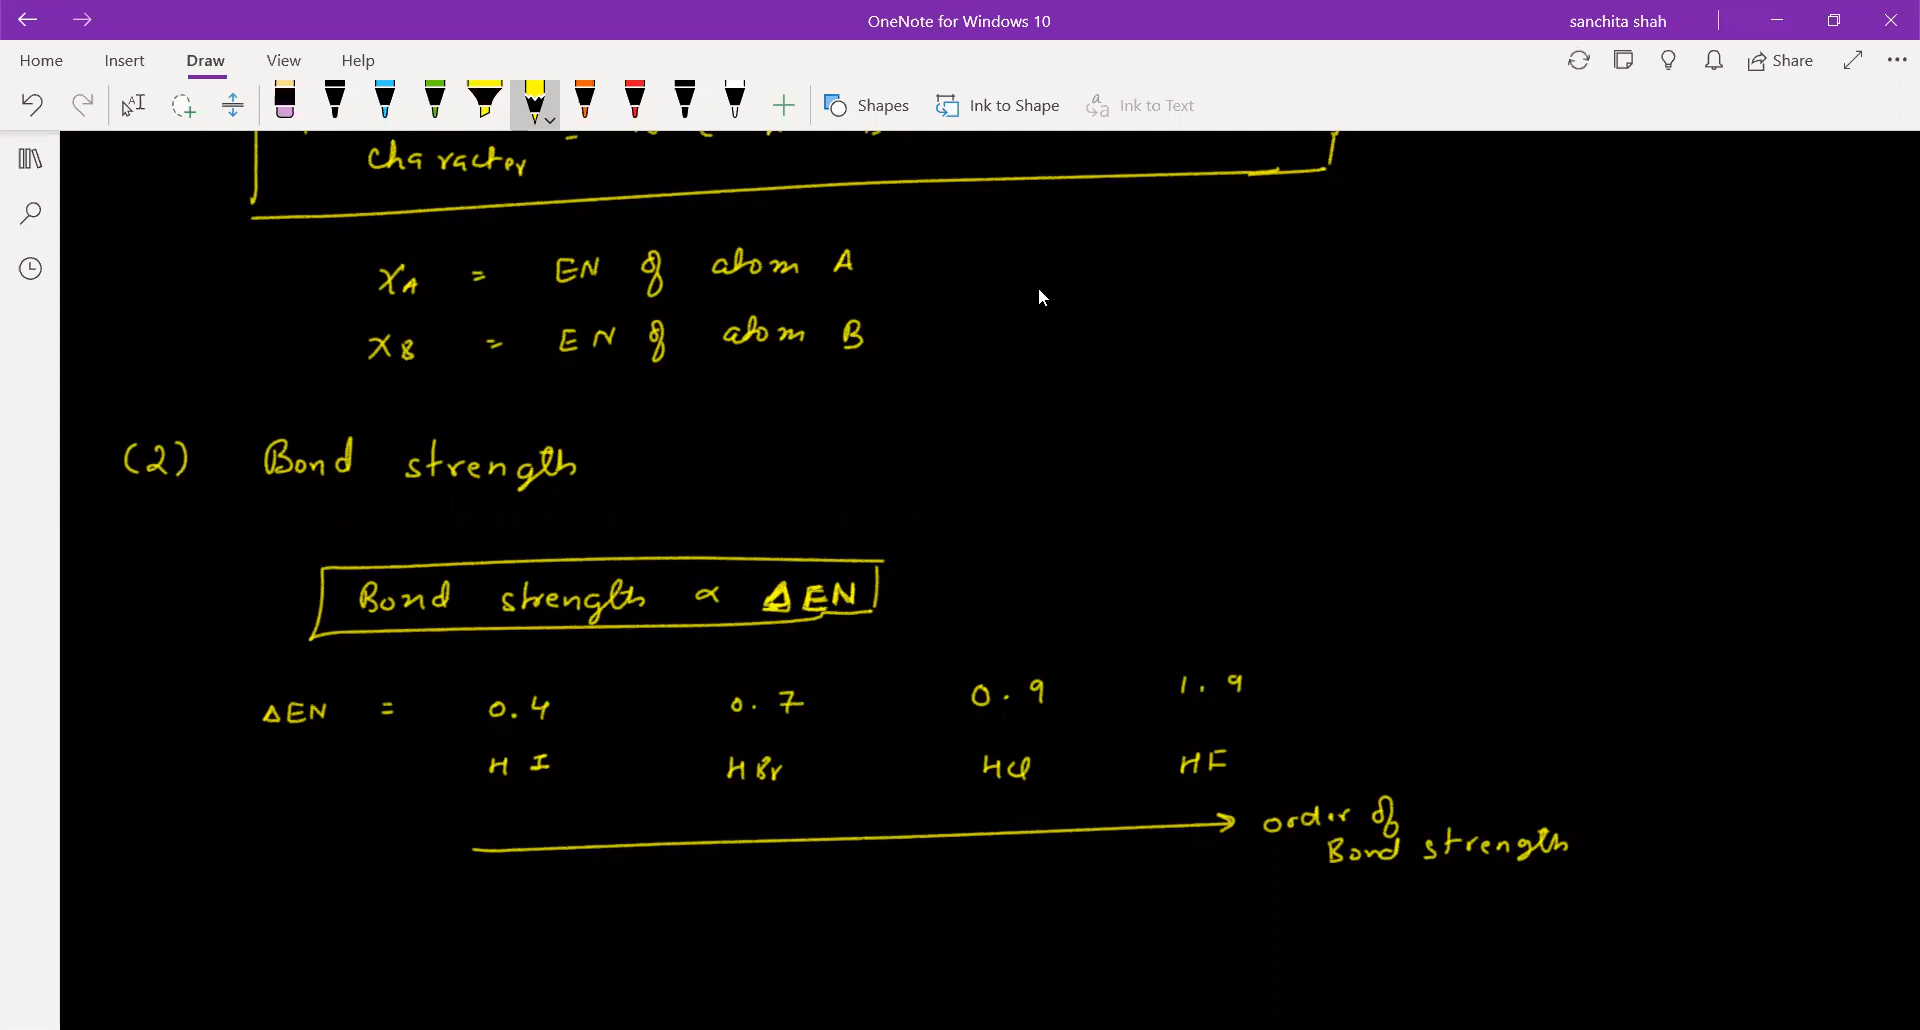 OneNote for Windows 10
sanchita shah
Home Insert Draw View Help
Share
Shapes Ink to Shape Ink to Text
character
XA = EN of atom A
XB = EN of atom B
(2) Bond strength
Bond strength ∝ ΔEN
ΔEN = 0.4 0.7 0.9 1.9
HI HBr HCl HF
order of
Bond strength